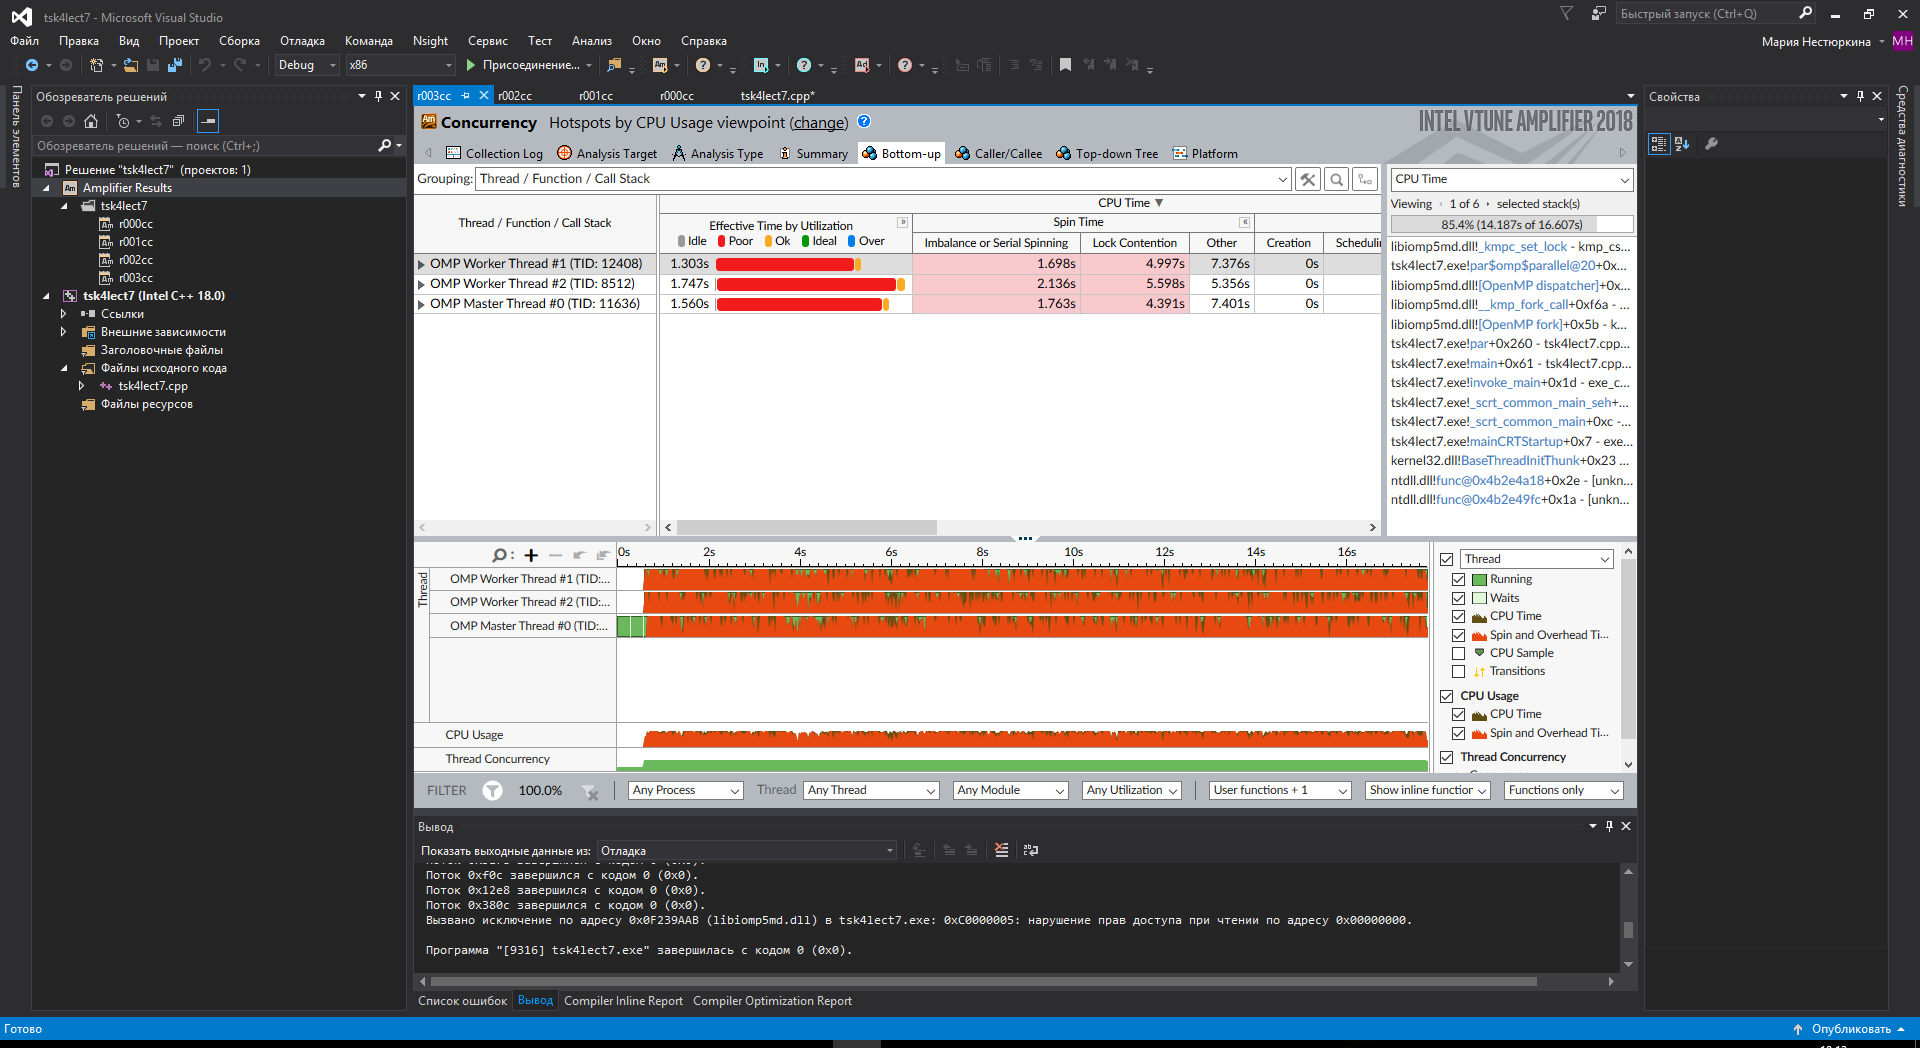 tsk4lect7 - Microsoft Visual Studio
Быстрый запуск (Ctrl+Q)
Файл Правка Вид Проект Сборка Отладка Команда Nsight Сервис Тест Анализ Окно Справка
Мария Нестюркина МН
Debug x86 Присоединение...
Панель элементов
Обозреватель решений
Обозреватель решений — поиск (Ctrl+;)
Решение "tsk4lect7" (проектов: 1)
Amplifier Results
tsk4lect7
r000cc
r001cc
r002cc
r003cc
tsk4lect7 (Intel C++ 18.0)
Ссылки
Внешние зависимости
Заголовочные файлы
Файлы исходного кода
tsk4lect7.cpp
Файлы ресурсов
r003cc r002cc r001cc r000cc tsk4lect7.cpp*
Concurrency Hotspots by CPU Usage viewpoint (change)
INTEL VTUNE AMPLIFIER 2018
Collection Log Analysis Target Analysis Type Summary Bottom-up Caller/Callee Top-down Tree Platform
Grouping: Thread / Function / Call Stack
Thread / Function / Call Stack
CPU Time
Effective Time by Utilization
Idle Poor Ok Ideal Over
Spin Time
Imbalance or Serial Spinning Lock Contention Other Creation Schedulin
OMP Worker Thread #1 (TID: 12408) 1.303s 1.698s 4.997s 7.376s 0s
OMP Worker Thread #2 (TID: 8512) 1.747s 2.136s 5.598s 5.356s 0s
OMP Master Thread #0 (TID: 11636) 1.560s 1.763s 4.391s 7.401s 0s
CPU Time
Viewing 1 of 6 selected stack(s)
85.4% (14.187s of 16.607s)
libiomp5md.dll!_kmpc_set_lock - kmp_cs...
tsk4lect7.exe!par$omp$parallel@20+0x...
libiomp5md.dll![OpenMP dispatcher]+0x...
libiomp5md.dll!__kmp_fork_call+0xf6a - ...
libiomp5md.dll![OpenMP fork]+0x5b - k...
tsk4lect7.exe!par+0x260 - tsk4lect7.cpp...
tsk4lect7.exe!main+0x61 - tsk4lect7.cpp...
tsk4lect7.exe!invoke_main+0x1d - exe_c...
tsk4lect7.exe!_scrt_common_main_seh+...
tsk4lect7.exe!_scrt_common_main+0xc -...
tsk4lect7.exe!mainCRTStartup+0x7 - exe...
kernel32.dll!BaseThreadInitThunk+0x23 ...
ntdll.dll!func@0x4b2e4a18+0x2e - [unkn...
ntdll.dll!func@0x4b2e49fc+0x1a - [unkn...
0s 2s 4s 6s 8s 10s 12s 14s 16s
Thread
OMP Worker Thread #1 (TID:...
OMP Worker Thread #2 (TID:...
OMP Master Thread #0 (TID:...
CPU Usage
Thread Concurrency
Thread
Running
Waits
CPU Time
Spin and Overhead Ti...
CPU Sample
Transitions
CPU Usage
CPU Time
Spin and Overhead Ti...
Thread Concurrency
FILTER 100.0% Any Process Thread Any Thread Any Module Any Utilization User functions + 1 Show inline function Functions only
Вывод
Показать выходные данные из: Отладка
Поток 0xf0c завершился с кодом 0 (0x0).
Поток 0x12e8 завершился с кодом 0 (0x0).
Поток 0x380c завершился с кодом 0 (0x0).
Вызвано исключение по адресу 0x0F239AAB (libiomp5md.dll) в tsk4lect7.exe: 0xC0000005: нарушение прав доступа при чтении по адресу 0x00000000.
Программа "[9316] tsk4lect7.exe" завершилась с кодом 0 (0x0).
Список ошибок Вывод Compiler Inline Report Compiler Optimization Report
Свойства
Средства диагностики
Готово
Опубликовать